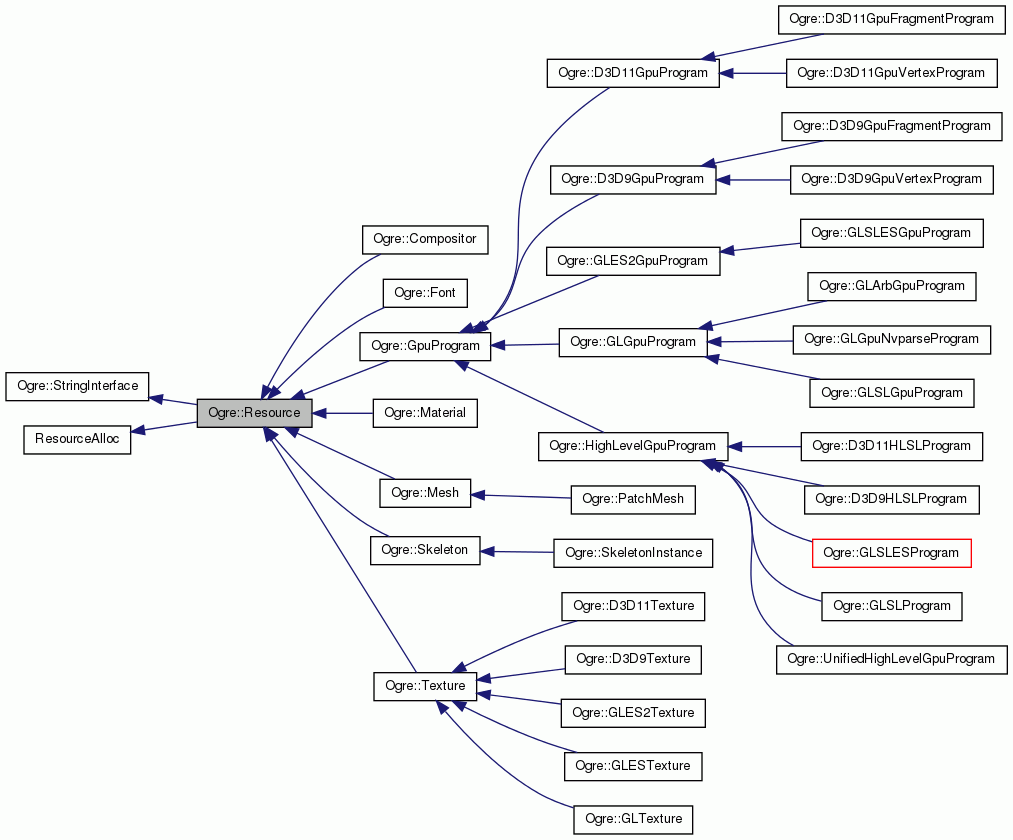 Ogre::D3D11GpuFragmentProgram
Ogre::D3D11GpuProgram
Ogre::D3D11GpuVertexProgram
Ogre::D3D9GpuFragmentProgram
Ogre::D3D9GpuProgram
Ogre::D3D9GpuVertexProgram
Ogre::Compositor
Ogre::GLSLESGpuProgram
Ogre::GLES2GpuProgram
Ogre::Font
Ogre::GLArbGpuProgram
Ogre::GpuProgram
Ogre::GLGpuProgram
Ogre::GLGpuNvparseProgram
Ogre::StringInterface
Ogre::GLSLGpuProgram
Ogre::Resource
Ogre::Material
ResourceAlloc
Ogre::HighLevelGpuProgram
Ogre::D3D11HLSLProgram
Ogre::Mesh
Ogre::PatchMesh
Ogre::D3D9HLSLProgram
Ogre::Skeleton
Ogre::SkeletonInstance
Ogre::GLSLESProgram
Ogre::D3D11Texture
Ogre::GLSLProgram
Ogre::D3D9Texture
Ogre::UnifiedHighLevelGpuProgram
Ogre::Texture
Ogre::GLES2Texture
Ogre::GLESTexture
Ogre::GLTexture